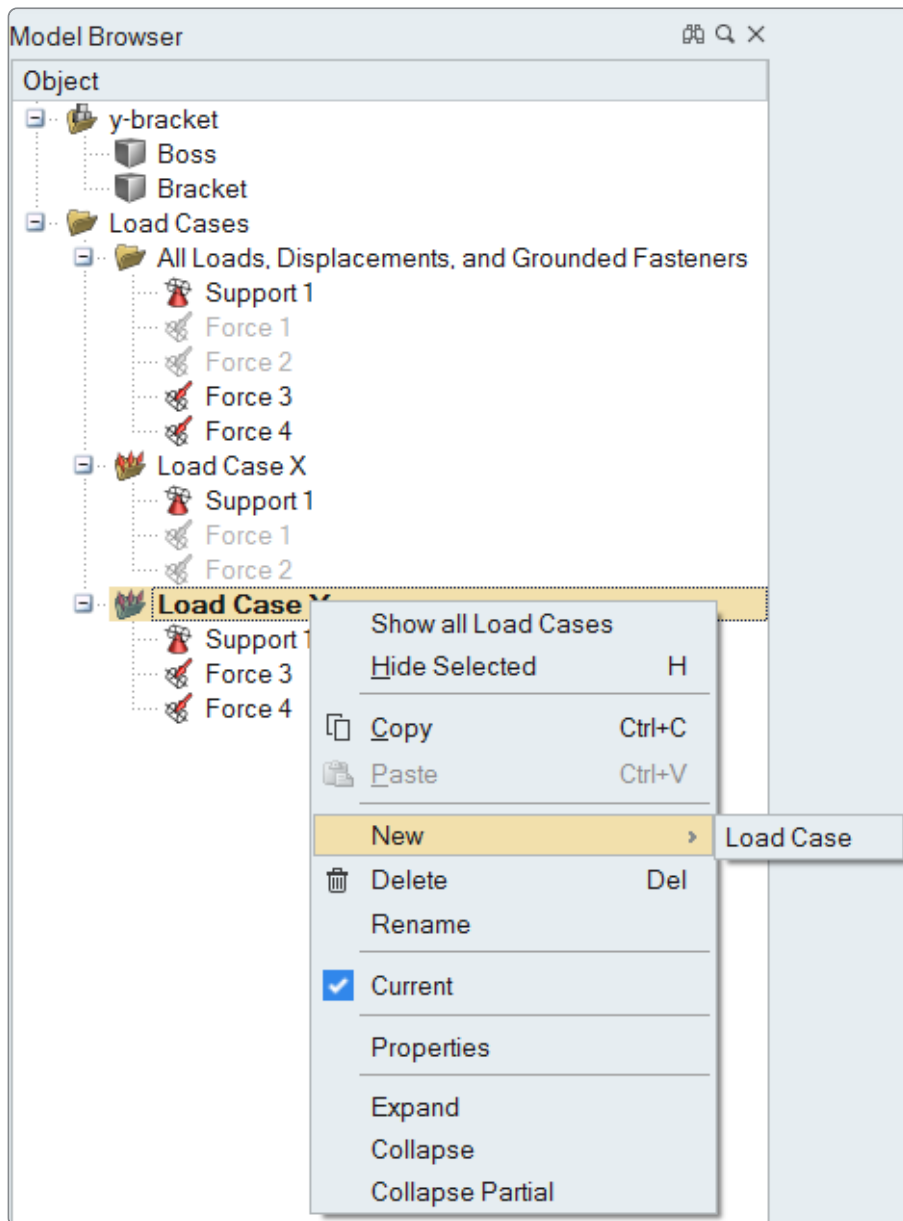 Model Browser
Object
y-bracket
Boss
Bracket
Load Cases
All Loads, Displacements, and Grounded Fasteners
Support 1
Force 1
Force 2
Force 3
Force 4
Load Case X
Support 1
Force 1
Force 2
Load Case
Support 1
Force 3
Force 4
Show all Load Cases
Hide Selected H
Copy Ctrl+C
Paste Ctrl+V
New Load Case
Delete Del
Rename
Current
Properties
Expand
Collapse
Collapse Partial